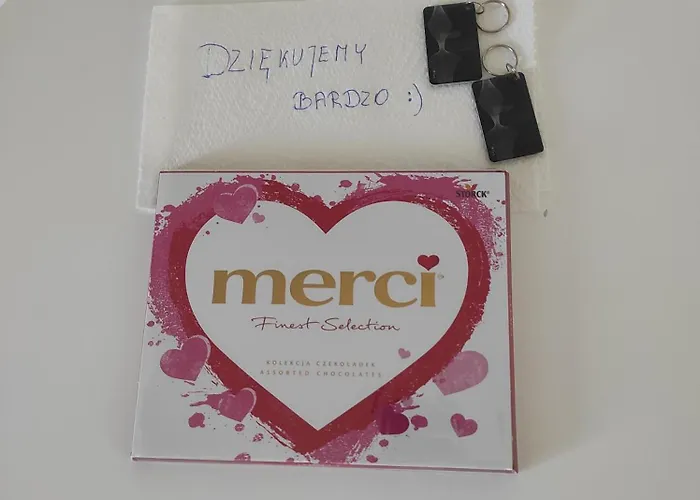 DZIĘKUJEMY
BARDZO :)
STORCK®
merci
Finest Selection
KOLEKCJA CZEKOLADEK
ASSORTED CHOCOLATES